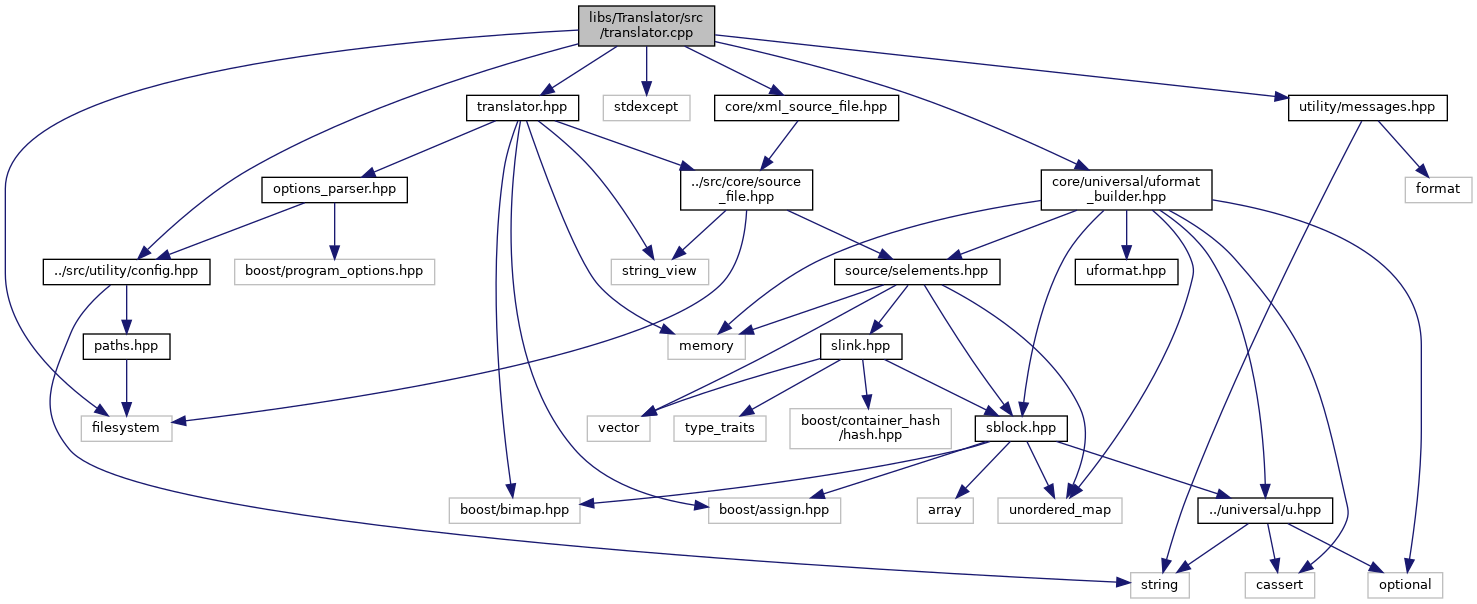 libs/Translator/src
/translator.cpp
translator.hpp
stdexcept
core/xml_source_file.hpp
utility/messages.hpp
options_parser.hpp
../src/core/source
_file.hpp
core/universal/uformat
_builder.hpp
format
../src/utility/config.hpp
boost/program_options.hpp
string_view
source/selements.hpp
uformat.hpp
paths.hpp
memory
slink.hpp
filesystem
vector
type_traits
boost/container_hash
/hash.hpp
sblock.hpp
boost/bimap.hpp
boost/assign.hpp
array
unordered_map
../universal/u.hpp
string
cassert
optional